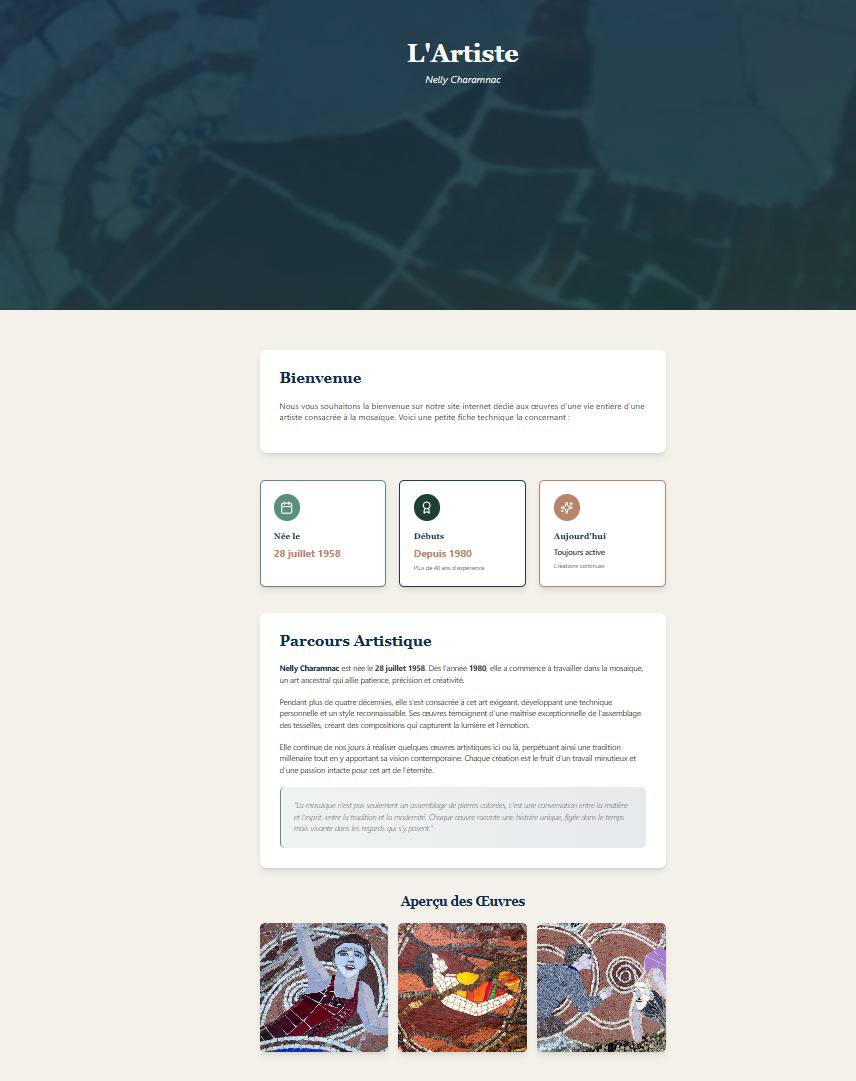 L'Artiste
Nelly Charamnac
Bienvenue
Nous vous souhaitons la bienvenue sur notre site internet dédié aux œuvres d'une vie entière d'une
artiste consacrée à la mosaïque. Voici une petite fiche technique la concernant :
Née le
28 juillet 1958
Débuts
Depuis 1980
Plus de 40 ans d'expérience
Aujourd'hui
Toujours active
Créations continues
Parcours Artistique
Nelly Charamnac est née le 28 juillet 1958. Dès l'année 1980, elle a commencé à travailler dans la mosaïque,
un art ancestral qui allie patience, précision et créativité.
Pendant plus de quatre décennies, elle s'est consacrée à cet art exigeant, développant une technique
personnelle et un style reconnaissable. Ses œuvres témoignent d'une maîtrise exceptionnelle de l'assemblage
des tesselles, créant des compositions qui capturent la lumière et l'émotion.
Elle continue de nos jours à réaliser quelques œuvres artistiques ici ou là, perpétuant ainsi une tradition
millénaire tout en y apportant sa vision contemporaine. Chaque création est le fruit d'un travail minutieux et
d'une passion intacte pour cet art de l'éternité.
"La mosaïque n'est pas seulement un assemblage de pierres colorées, c'est une conversation entre la matière
et l'esprit, entre la tradition et la modernité. Chaque œuvre raconte une histoire unique, figée dans le temps
mais vivante dans les regards qui s'y posent."
Aperçu des Œuvres